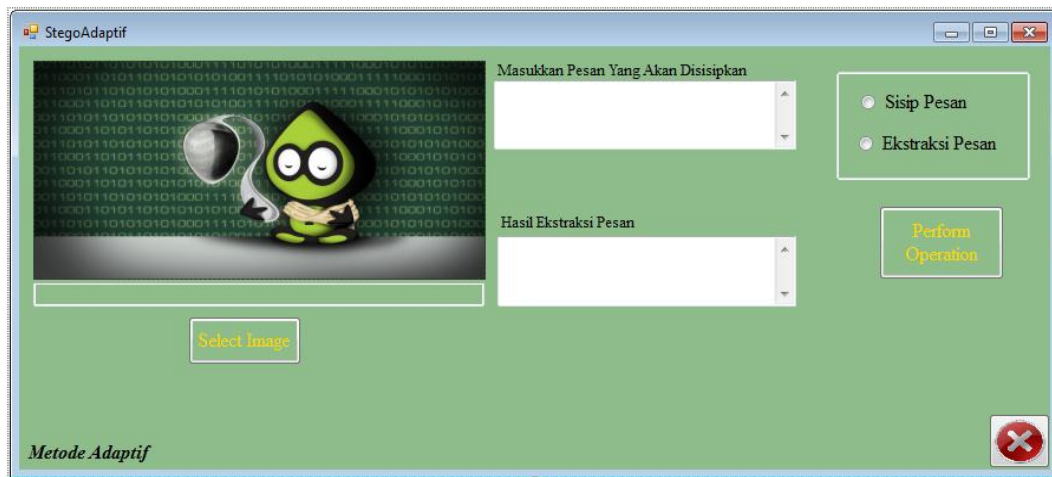 StegoAdaptif
Masukkan Pesan Yang Akan Disisipkan
Sisip Pesan
Ekstraksi Pesan
Hasil Ekstraksi Pesan
Perform
Operation
Select Image
Metode Adaptif